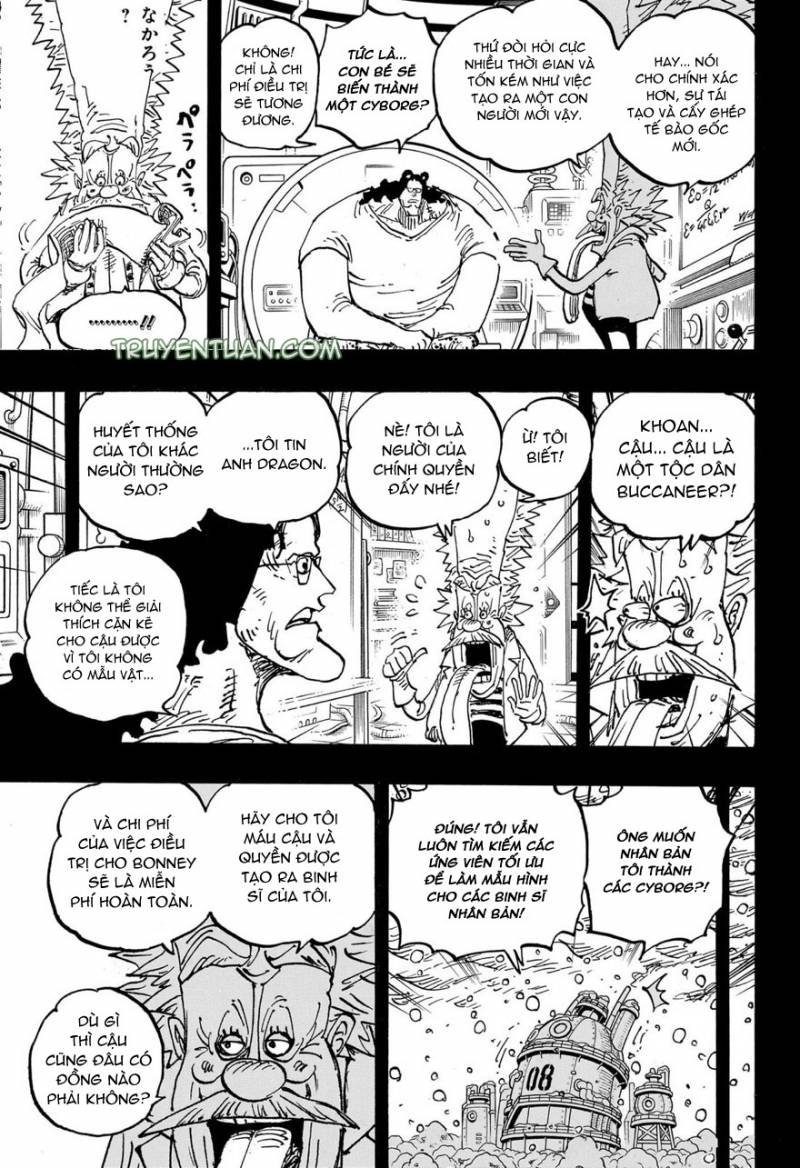 HAY... NÓI
CHO CHÍNH XÁC
HƠN, SỰ TÁI
TẠO VÀ CẤY GHÉP
TẾ BÀO GỐC
MỚI.
THỨ ĐÒI HỎI CỰC
NHIỀU THỜI GIAN VÀ
TỐN KÉM NHƯ VIỆC
TẠO RA MỘT CON
NGƯỜI MỚI VẬY.
TỨC LÀ...
CON BÉ SẼ
BIẾN THÀNH
MỘT CYBORG?
KHÔNG!
CHỈ LÀ CHI
PHÍ ĐIỀU TRỊ
SẼ TƯƠNG
ĐƯƠNG.
なかろう
?
ペラ
ペラ...
..........!!
TRUYENTUAN.COM
KHOAN...
CẬU... CẬU LÀ
MỘT TỘC DÂN
BUCCANEER?!
Ừ! TÔI
BIẾT!
NÈ! TÔI LÀ
NGƯỜI CỦA
CHÍNH QUYỀN
ĐẤY NHÉ!
...TÔI TIN
ANH DRAGON.
HUYẾT THỐNG
CỦA TÔI KHÁC
NGƯỜI THƯỜNG
SAO?
TIẾC LÀ TÔI
KHÔNG THỂ GIẢI
THÍCH CẶN KẼ
CHO CẬU ĐƯỢC
VÌ TÔI KHÔNG
CÓ MẪU VẬT...
ÔNG MUỐN
NHÂN BẢN
TÔI THÀNH
CÁC CYBORG?!
ĐÚNG! TÔI VẪN
LUÔN TÌM KIẾM CÁC
ỨNG VIÊN TỐI ƯU
ĐỂ LÀM MẪU HÌNH
CHO CÁC BINH SĨ
NHÂN BẢN!
08
HÃY CHO TÔI
MÁU CẬU VÀ
QUYỀN ĐƯỢC
TẠO RA BINH
SĨ CỦA TÔI.
VÀ CHI PHÍ
CỦA VIỆC ĐIỀU
TRỊ CHO BONNEY
SẼ LÀ MIỄN
PHÍ HOÀN TOÀN.
DÙ GÌ
THÌ CẬU
CŨNG ĐÂU CÓ
ĐỒNG NÀO
PHẢI KHÔNG?